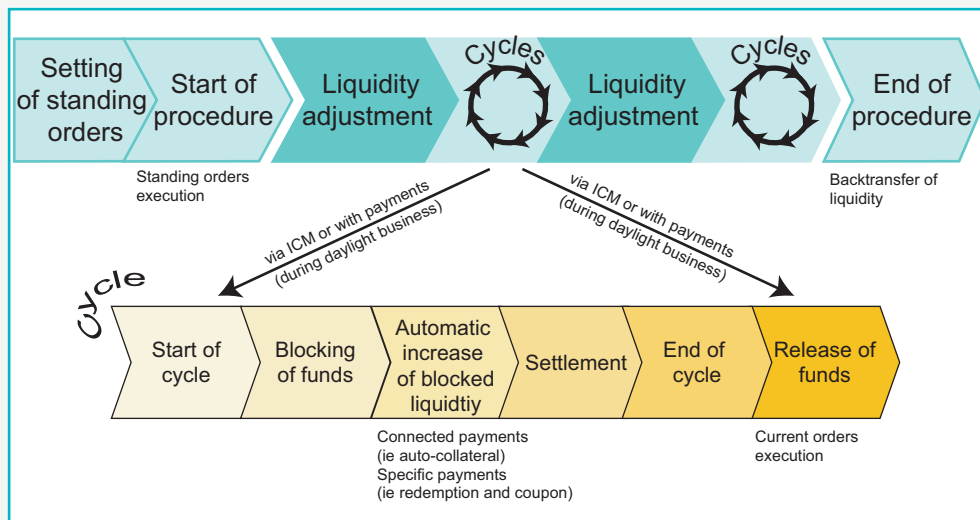 Setting
of standing
orders
Start of
procedure
Liquidity
adjustment
Cycles
Liquidity
adjustment
Cycles
End of
procedure
Standing orders
execution
Backtransfer of
liquidity
via ICM or with payments
(during daylight business)
via ICM or with payments
(during daylight business)
Cycle
Start of
cycle
Blocking
of funds
Automatic
increase
of blocked
liquidtiy
Settlement
End of
cycle
Release of
funds
Connected payments
(ie auto-collateral)
Specific payments
(ie redemption and coupon)
Current orders
execution